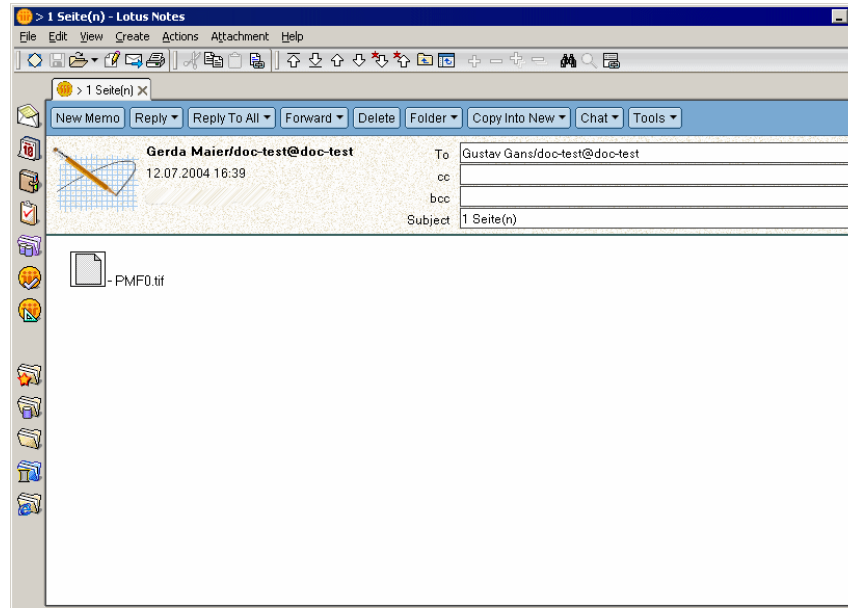 > 1 Seite(n) - Lotus Notes
File Edit View Create Actions Attachment Help
> 1 Seite(n)
New Memo Reply Reply To All Forward Delete Folder Copy Into New Chat Tools
18
Gerda Maier/doc-test@doc-test
12.07.2004 16:39
To Gustav Gans/doc-test@doc-test
cc
bcc
Subject 1 Seite(n)
- PMF0.tif